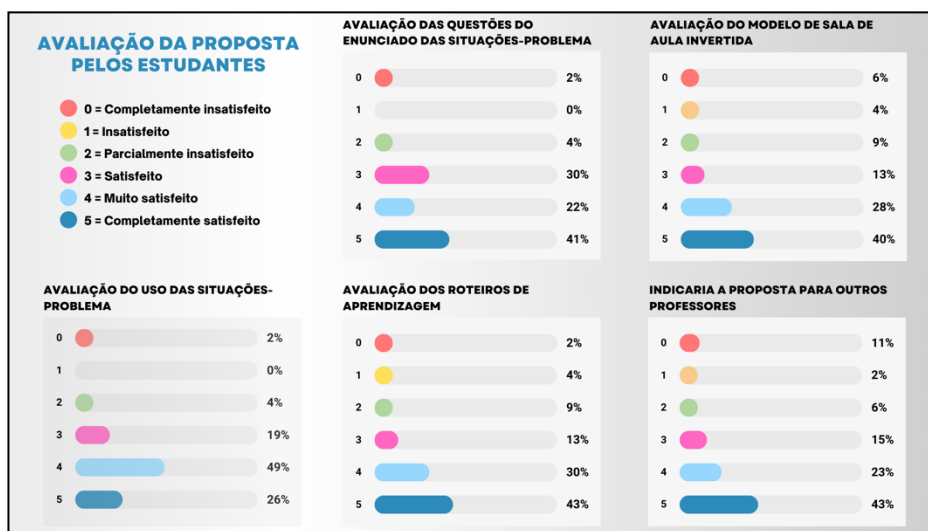 AVALIAÇÃO DA PROPOSTA
PELOS ESTUDANTES
0 = Completamente insatisfeito
1 = Insatisfeito
2 = Parcialmente insatisfeito
3 = Satisfeito
4 = Muito satisfeito
5 = Completamente satisfeito
AVALIAÇÃO DAS QUESTÕES DO
ENUNCIADO DAS SITUAÇÕES-PROBLEMA
0 2%
1 0%
2 4%
3 30%
4 22%
5 41%
AVALIAÇÃO DO MODELO DE SALA DE
AULA INVERTIDA
0 6%
1 4%
2 9%
3 13%
4 28%
5 40%
AVALIAÇÃO DO USO DAS SITUAÇÕES-
PROBLEMA
0 2%
1 0%
2 4%
3 19%
4 49%
5 26%
AVALIAÇÃO DOS ROTEIROS DE
APRENDIZAGEM
0 2%
1 4%
2 9%
3 13%
4 30%
5 43%
INDICARIA A PROPOSTA PARA OUTROS
PROFESSORES
0 11%
1 2%
2 6%
3 15%
4 23%
5 43%